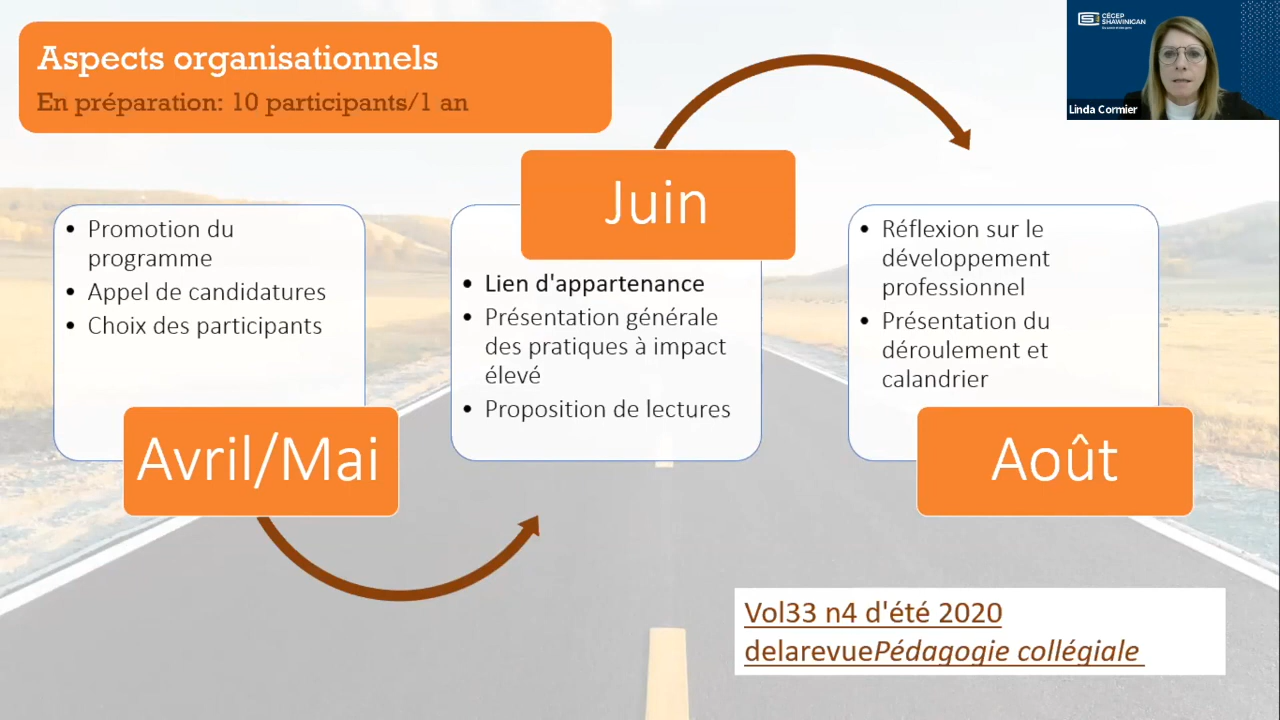 Aspects organisationnels
En préparation: 10 participants/1 an
CÉGEP
SHAWINIGAN
Linda Cormier
• Promotion du
programme
• Appel de candidatures
• Choix des participants
Avril/Mai
Juin
• Lien d'appartenance
• Présentation générale
des pratiques à impact
élevé
• Proposition de lectures
• Réflexion sur le
développement
professionnel
• Présentation du
déroulement et
calandrier
Août
Vol33 n4 d'été 2020
delarevuePédagogie collégiale